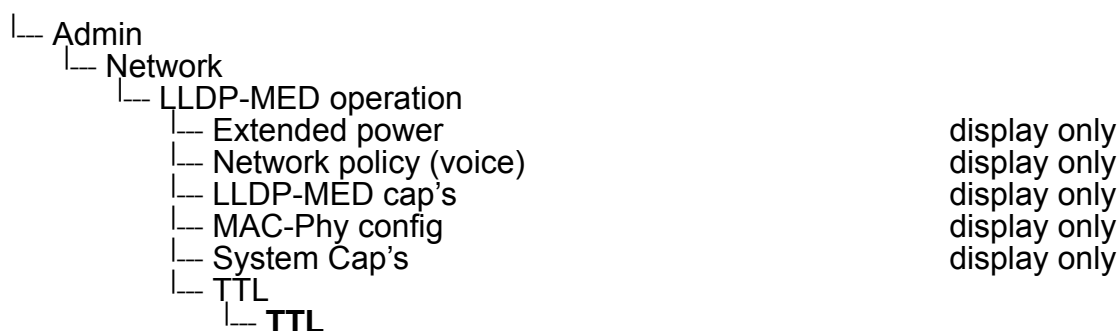 |--- Admin
|--- Network
|--- LLDP-MED operation
|--- Extended power display only
|--- Network policy (voice) display only
|--- LLDP-MED cap’s display only
|--- MAC-Phy config display only
|--- System Cap’s display only
|--- TTL
|--- TTL